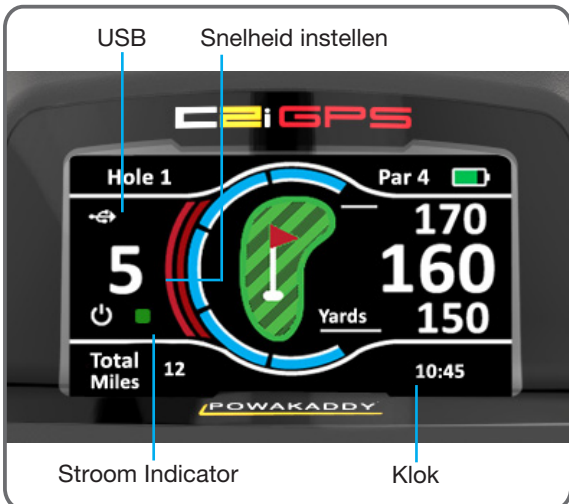 USB Snelheid instellen
C2i GPS
Hole 1 Par 4
170
5 160
Yards 150
Total Miles 12 10:45
POWAKADDY
Stroom Indicator Klok